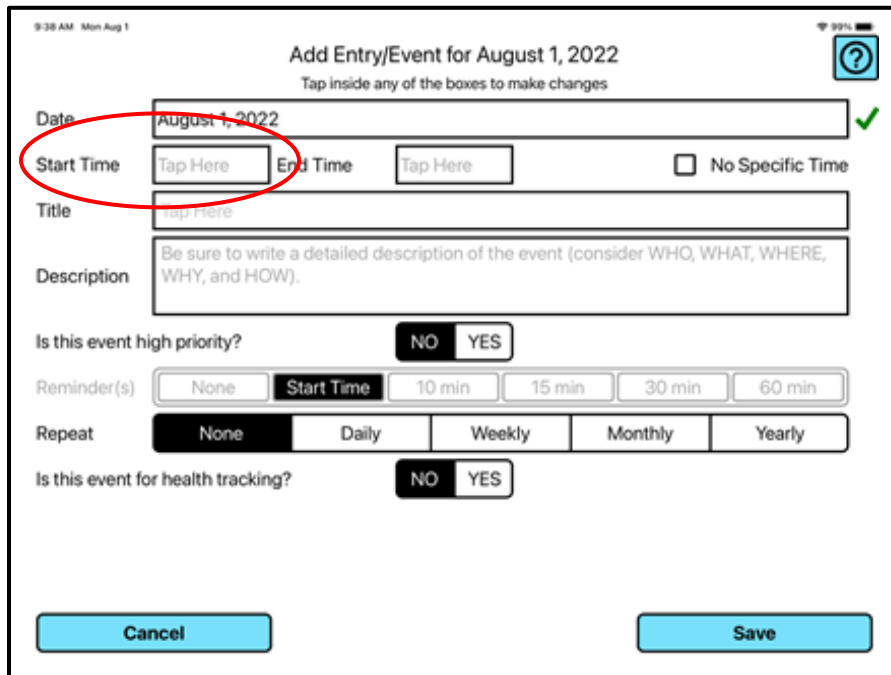 9:38 AM Mon Aug 1 99%
Add Entry/Event for August 1, 2022
?
Tap inside any of the boxes to make changes
Date August 1, 2022
Start Time Tap Here End Time Tap Here No Specific Time
Title Tap Here
Description Be sure to write a detailed description of the event (consider WHO, WHAT, WHERE,
WHY, and HOW).
Is this event high priority? NO YES
Reminder(s) None Start Time 10 min 15 min 30 min 60 min
Repeat None Daily Weekly Monthly Yearly
Is this event for health tracking? NO YES
Cancel Save